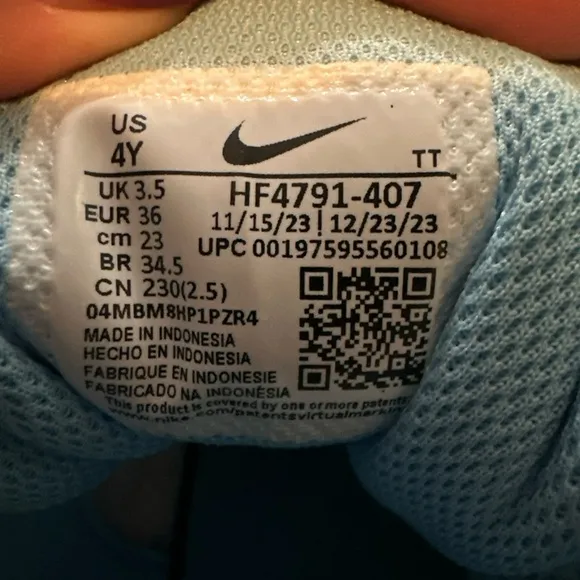 US
4Y
TT
UK 3.5
HF4791-407
EUR 36
11/15/23 | 12/23/23
cm 23
UPC 00197595560108
BR 34.5
CN 230(2.5)
04MBM8HP1PZR4
MADE IN INDONESIA
HECHO EN INDONESIA
FABRIQUE EN INDONESIE
FABRICADO NA INDONÉSIA
This product is covered by one or more patents